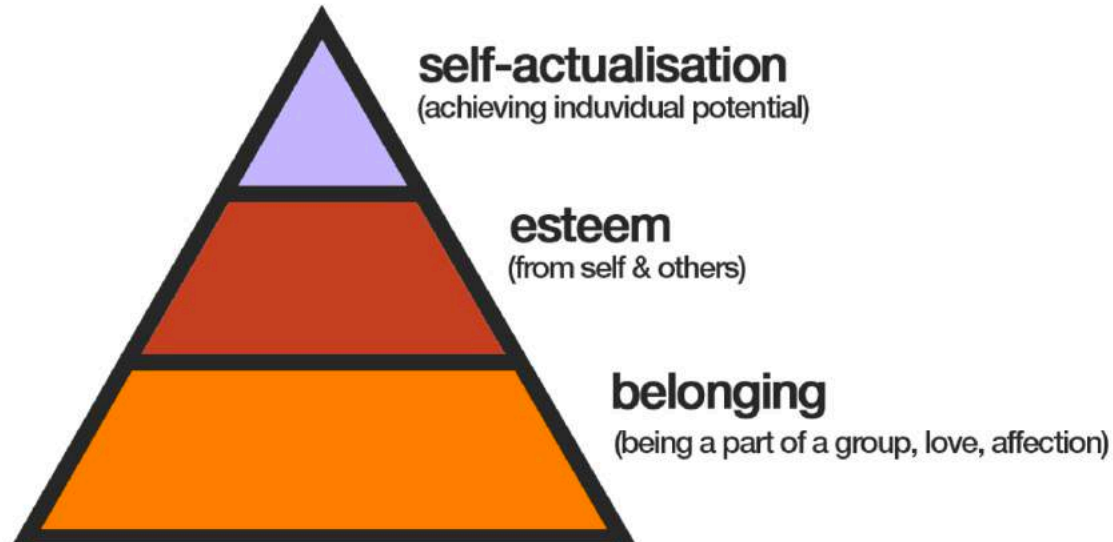 self-actualisation
(achieving induvidual potential)
esteem
(from self & others)
belonging
(being a part of a group, love, affection)